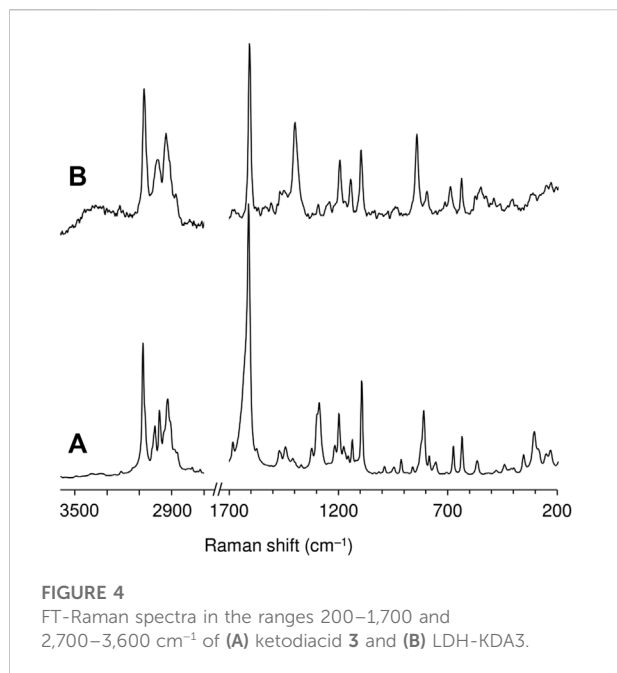 B
A
3500 2900 1700 1200 700 200
Raman shift (cm⁻¹)
FIGURE 4
FT-Raman spectra in the ranges 200–1,700 and
2,700–3,600 cm⁻¹ of (A) ketodiacid 3 and (B) LDH-KDA3.